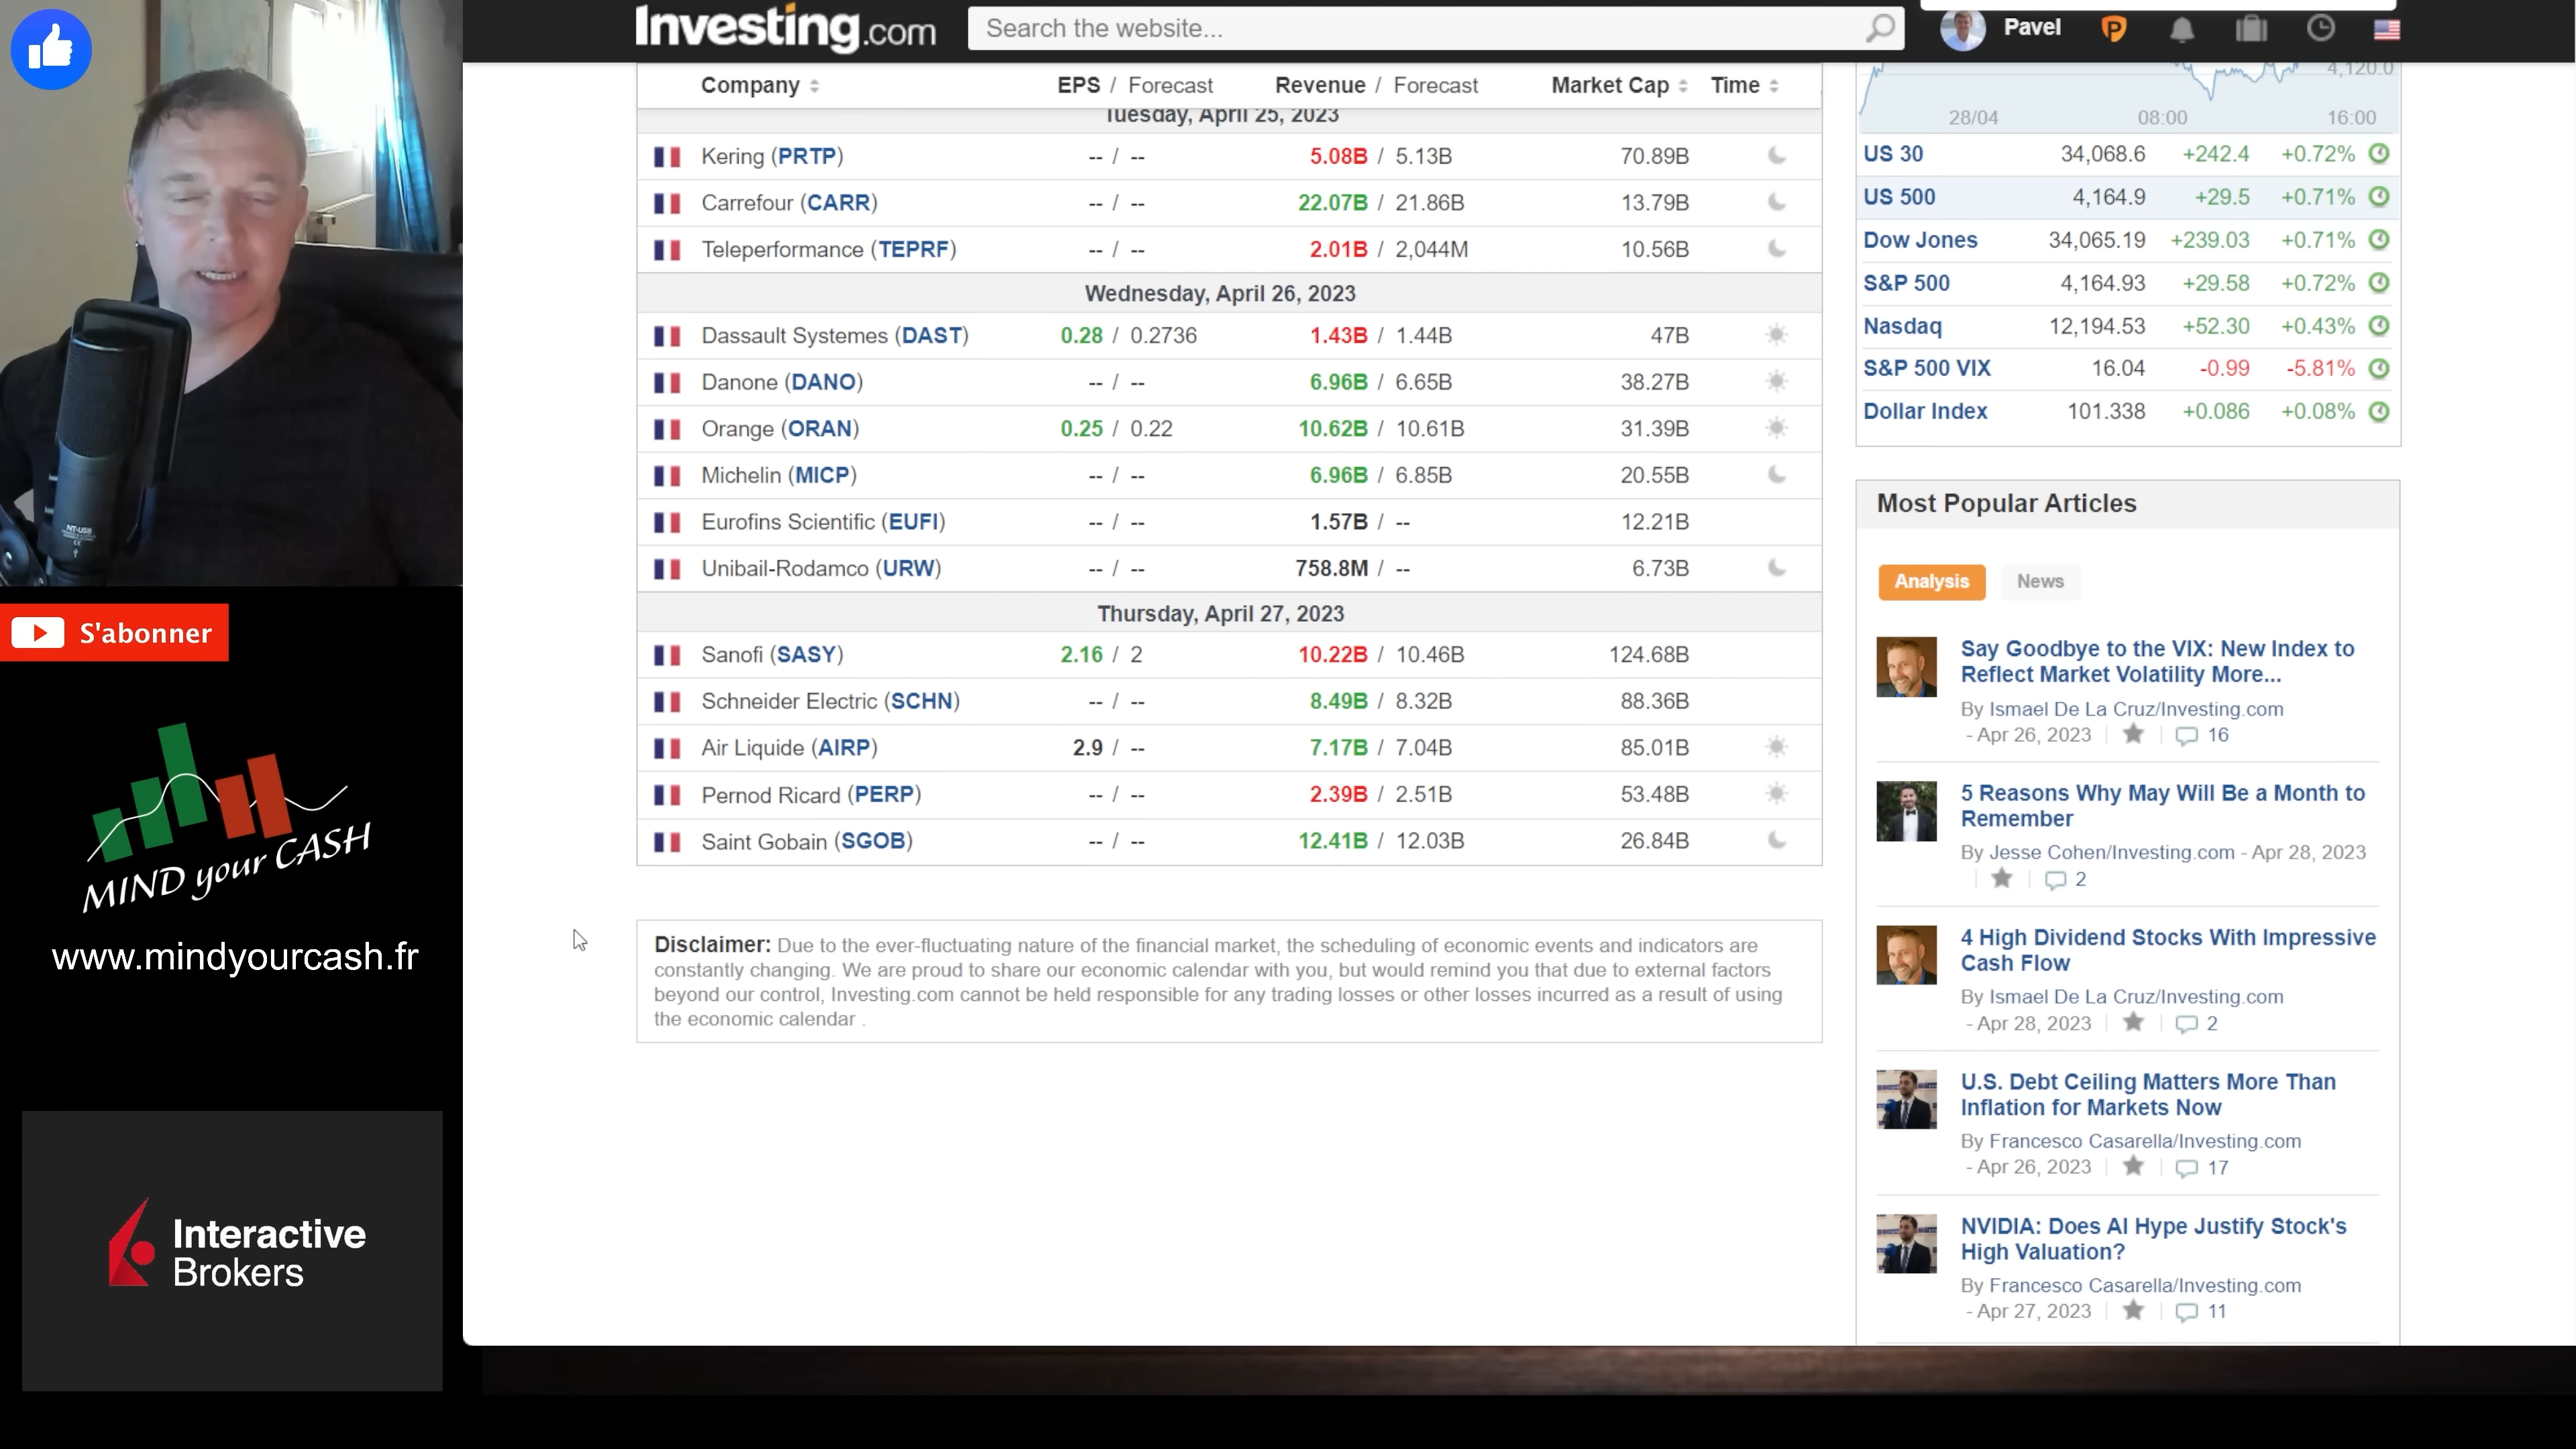 Investing.com
Search the website...
Pavel
Company
EPS / Forecast
Revenue / Forecast
Market Cap
Time
Tuesday, April 25, 2023
Kering (PRTP) -- / -- 5.08B / 5.13B 70.89B
Carrefour (CARR) -- / -- 22.07B / 21.86B 13.79B
Teleperformance (TEPRF) -- / -- 2.01B / 2,044M 10.56B
Wednesday, April 26, 2023
Dassault Systemes (DAST) 0.28 / 0.2736 1.43B / 1.44B 47B
Danone (DANO) -- / -- 6.96B / 6.65B 38.27B
Orange (ORAN) 0.25 / 0.22 10.62B / 10.61B 31.39B
Michelin (MICP) -- / -- 6.96B / 6.85B 20.55B
Eurofins Scientific (EUFI) -- / -- 1.57B / -- 12.21B
Unibail-Rodamco (URW) -- / -- 758.8M / -- 6.73B
Thursday, April 27, 2023
Sanofi (SASY) 2.16 / 2 10.22B / 10.46B 124.68B
Schneider Electric (SCHN) -- / -- 8.49B / 8.32B 88.36B
Air Liquide (AIRP) 2.9 / -- 7.17B / 7.04B 85.01B
Pernod Ricard (PERP) -- / -- 2.39B / 2.51B 53.48B
Saint Gobain (SGOB) -- / -- 12.41B / 12.03B 26.84B
Disclaimer: Due to the ever-fluctuating nature of the financial market, the scheduling of economic events and indicators are
constantly changing. We are proud to share our economic calendar with you, but would remind you that due to external factors
beyond our control, Investing.com cannot be held responsible for any trading losses or other losses incurred as a result of using
the economic calendar .
4,120.0
28/04 08:00 16:00
US 30 34,068.6 +242.4 +0.72%
US 500 4,164.9 +29.5 +0.71%
Dow Jones 34,065.19 +239.03 +0.71%
S&P 500 4,164.93 +29.58 +0.72%
Nasdaq 12,194.53 +52.30 +0.43%
S&P 500 VIX 16.04 -0.99 -5.81%
Dollar Index 101.338 +0.086 +0.08%
Most Popular Articles
Analysis News
Say Goodbye to the VIX: New Index to
Reflect Market Volatility More...
By Ismael De La Cruz/Investing.com
- Apr 26, 2023 16
5 Reasons Why May Will Be a Month to
Remember
By Jesse Cohen/Investing.com - Apr 28, 2023
2
4 High Dividend Stocks With Impressive
Cash Flow
By Ismael De La Cruz/Investing.com
- Apr 28, 2023 2
U.S. Debt Ceiling Matters More Than
Inflation for Markets Now
By Francesco Casarella/Investing.com
- Apr 26, 2023 17
NVIDIA: Does AI Hype Justify Stock's
High Valuation?
By Francesco Casarella/Investing.com
- Apr 27, 2023 11
NT-USB
S'abonner
MIND your CASH
www.mindyourcash.fr
Interactive
Brokers